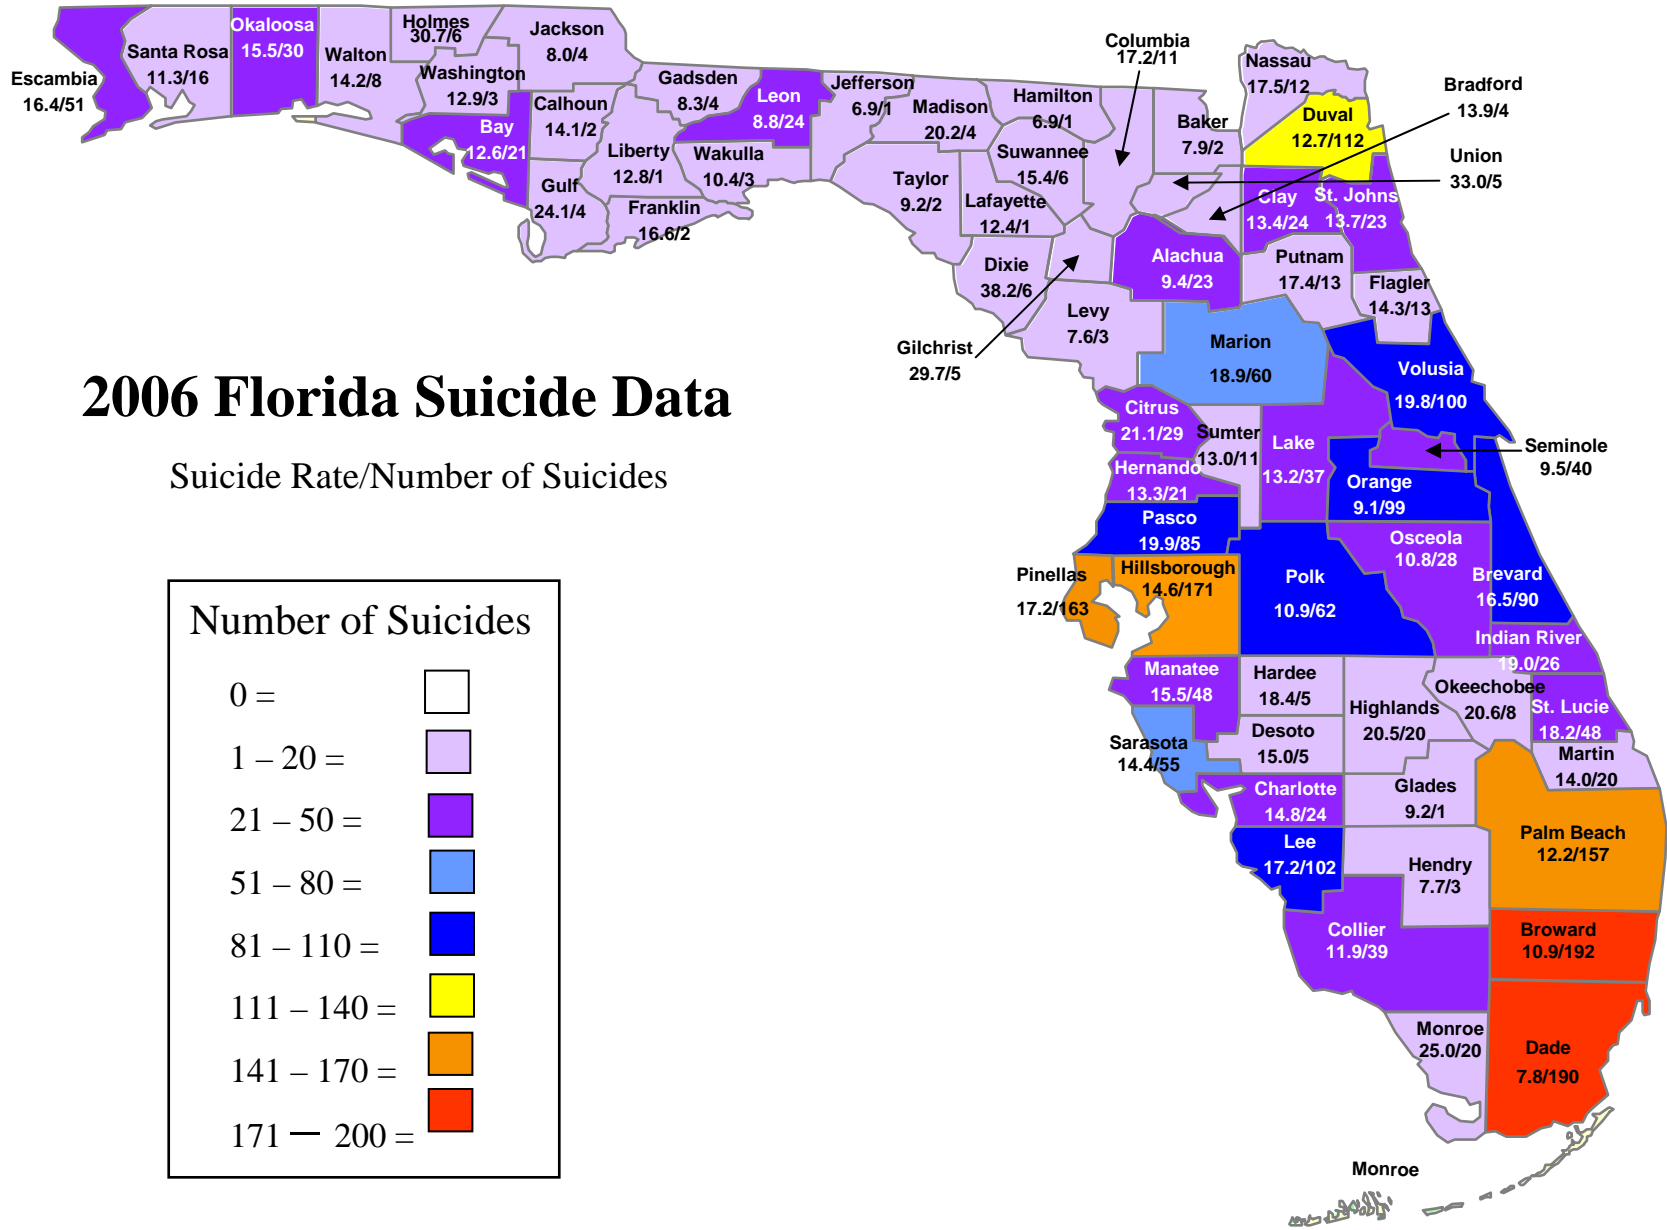 Holmes
30.7/6
Okaloosa
15.5/30
Jackson
8.0/4
Santa Rosa
11.3/16
Walton
14.2/8
Escambia
16.4/51
Washington
12.9/3
Gadsden
8.3/4
Leon
8.8/24
Jefferson
6.9/1
Madison
20.2/4
Hamilton
6.9/1
Columbia
17.2/11
Nassau
17.5/12
Bradford
13.9/4
Duval
12.7/112
Baker
7.9/2
Union
33.0/5
Calhoun
14.1/2
Bay
12.6/21
Liberty
12.8/1
Wakulla
10.4/3
Suwannee
15.4/6
Taylor
9.2/2
Lafayette
12.4/1
Gulf
24.1/4
Franklin
16.6/2
Clay
13.4/24
St. Johns
13.7/23
Dixie
38.2/6
Alachua
9.4/23
Putnam
17.4/13
Flagler
14.3/13
Levy
7.6/3
Gilchrist
29.7/5
Marion
18.9/60
Volusia
19.8/100
2006 Florida Suicide Data
Suicide Rate/Number of Suicides
Citrus
21.1/29
Sumter
13.0/11
Lake
13.2/37
Seminole
9.5/40
Hernando
13.3/21
Orange
9.1/99
Pasco
19.9/85
Osceola
10.8/28
Pinellas
17.2/163
Hillsborough
14.6/171
Polk
10.9/62
Brevard
16.5/90
Indian River
19.0/26
Manatee
15.5/48
Hardee
18.4/5
Highlands
20.5/20
Okeechobee
20.6/8
St. Lucie
18.2/48
Sarasota
14.4/55
Desoto
15.0/5
Martin
14.0/20
Charlotte
14.8/24
Glades
9.2/1
Lee
17.2/102
Hendry
7.7/3
Palm Beach
12.2/157
Collier
11.9/39
Broward
10.9/192
Monroe
25.0/20
Dade
7.8/190
Monroe
Number of Suicides
0 =
1 – 20 =
21 – 50 =
51 – 80 =
81 – 110 =
111 – 140 =
141 – 170 =
171 — 200 =